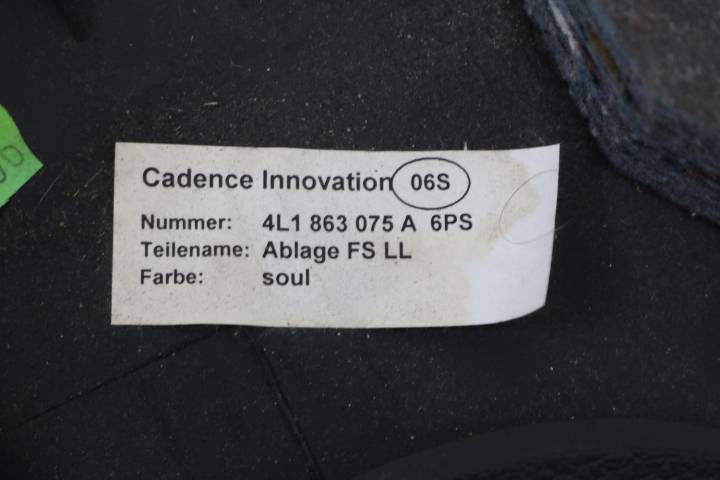 Cadence Innovation 06S
Nummer: 4L1 863 075 A 6PS
Teilename: Ablage FS LL
Farbe: soul